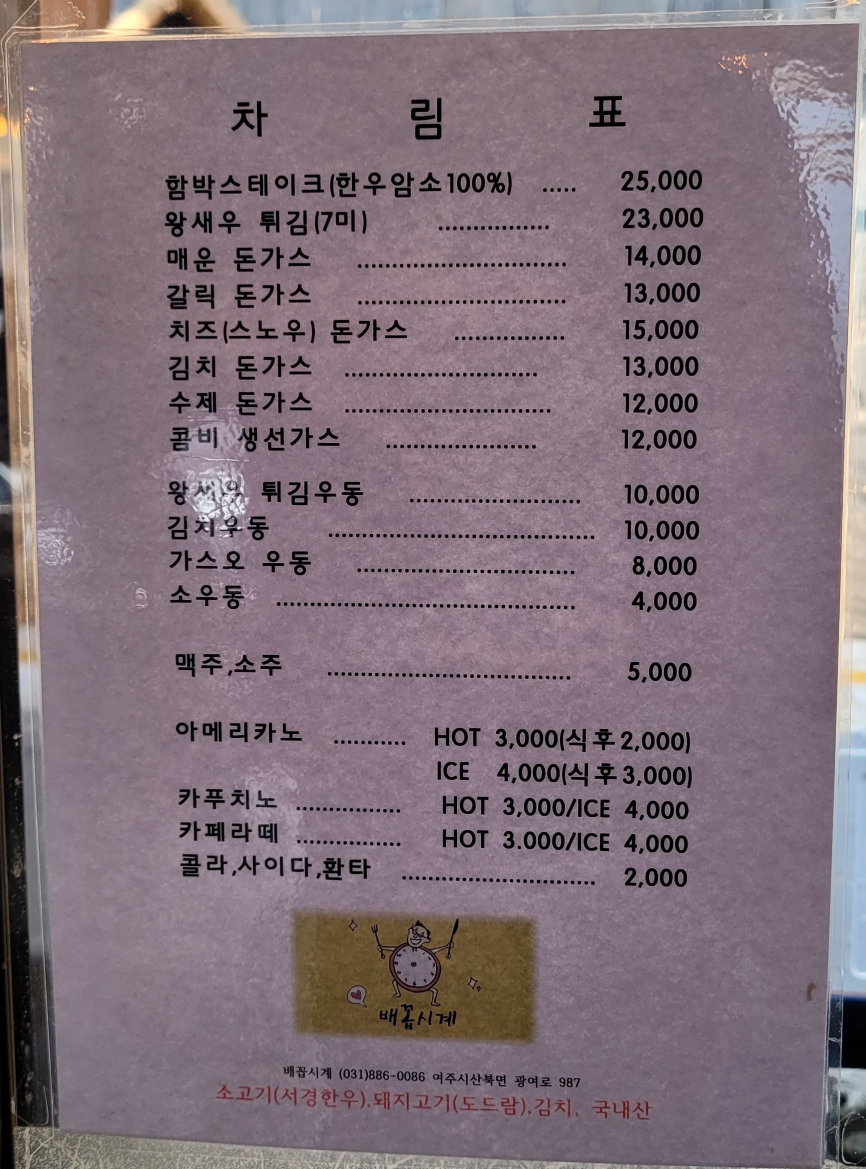 차 림 표
함박스테이크(한우암소100%) ..... 25,000
왕새우 튀김(7미) ................ 23,000
매운 돈가스 .............................. 14,000
갈릭 돈가스 .............................. 13,000
치즈(스노우) 돈가스 ................ 15,000
김치 돈가스 ............................ 13,000
수제 돈가스 .............................. 12,000
콤비 생선가스 ...................... 12,000
왕새우 튀김우동 ......................... 10,000
김치우동 ...................................... 10,000
가스오 우동 ................................ 8,000
소우동 ........................................... 4,000
맥주,소주 ................................... 5,000
아메리카노 ........... HOT 3,000(식후2,000)
ICE 4,000(식후3,000)
카푸치노 ............... HOT 3,000/ICE 4,000
카페라떼 ............... HOT 3.000/ICE 4,000
콜라,사이다,환타 ............................ 2,000
배꼽시계
배꼽시계 (031)886-0086 여주시산북면 광여로 987
소고기(서경한우),돼지고기(도드람),김치, 국내산